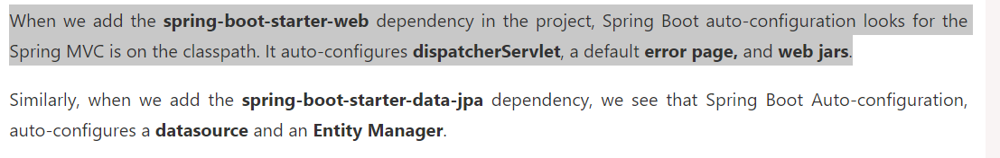 When we add the spring-boot-starter-web dependency in the project, Spring Boot auto-configuration looks for the
Spring MVC is on the classpath. It auto-configures dispatcherServlet, a default error page, and web jars.
Similarly, when we add the spring-boot-starter-data-jpa dependency, we see that Spring Boot Auto-configuration,
auto-configures a datasource and an Entity Manager.